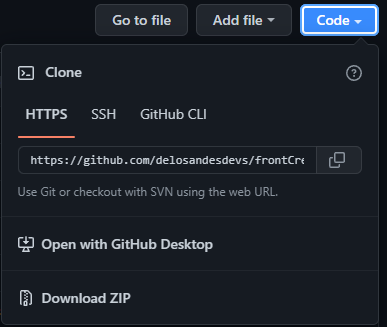 Go to file Add file Code
Clone
HTTPS SSH GitHub CLI
https://github.com/delosandesdevs/frontCre
Use Git or checkout with SVN using the web URL.
Open with GitHub Desktop
Download ZIP